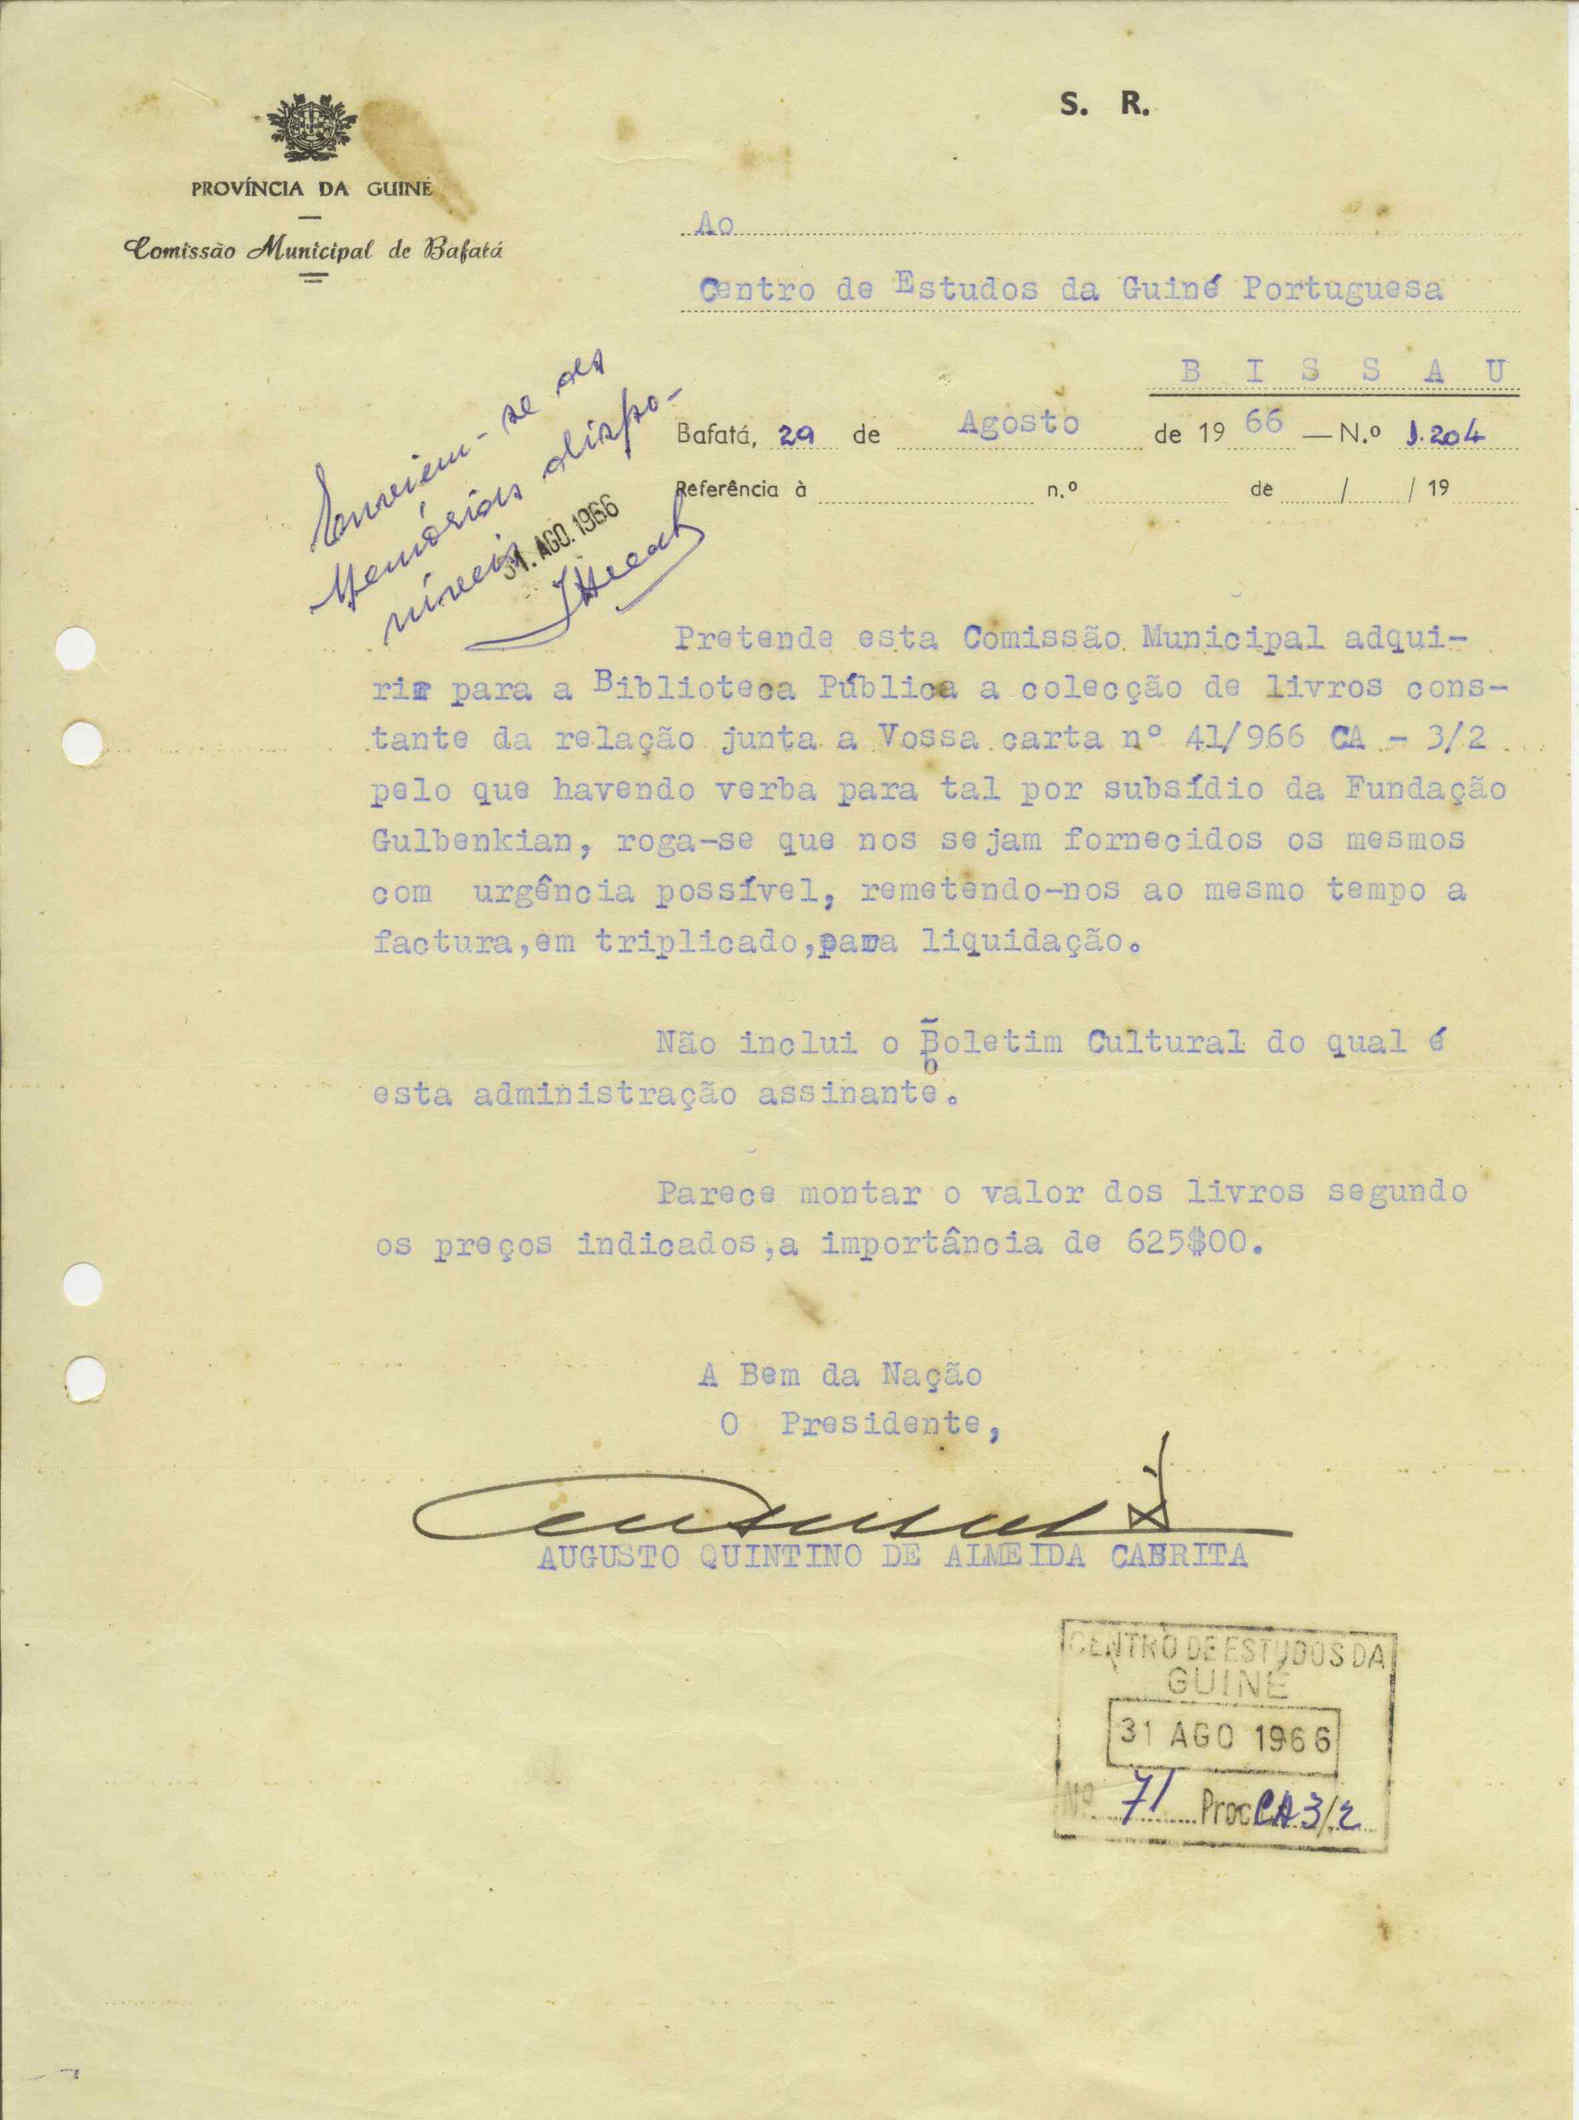 S. R.
PROVÍNCIA DA GUINÉ
Comissão Municipal de Bafatá
Ao
Centro de Estudos da Guiné Portuguesa
B I S S A U
Bafatá, 29 de Agosto de 19 66 — N.º 1.204
Referência à n.º de / / 19
Enviem-se as
Memórias dispo-
níveis
31. AGO. 1966
Pretende esta Comissão Municipal adqui-
rir para a Biblioteca Pública a colecção de livros cons-
tante da relação junta a Vossa carta nº 41/966 CA - 3/2
pelo que havendo verba para tal por subsídio da Fundação
Gulbenkian, roga-se que nos sejam fornecidos os mesmos
com urgência possível, remetendo-nos ao mesmo tempo a
factura,em triplicado,para liquidação.
Não inclui o Boletim Cultural do qual é
esta administração assinante.
Parece montar o valor dos livros segundo
os preços indicados,a importância de 625$00.
A Bem da Nação
O Presidente,
AUGUSTO QUINTINO DE ALMEIDA CABRITA
CENTRO DE ESTUDOS DA
GUINÉ
31 AGO 1966
Nº 71 Proc CA 3/2